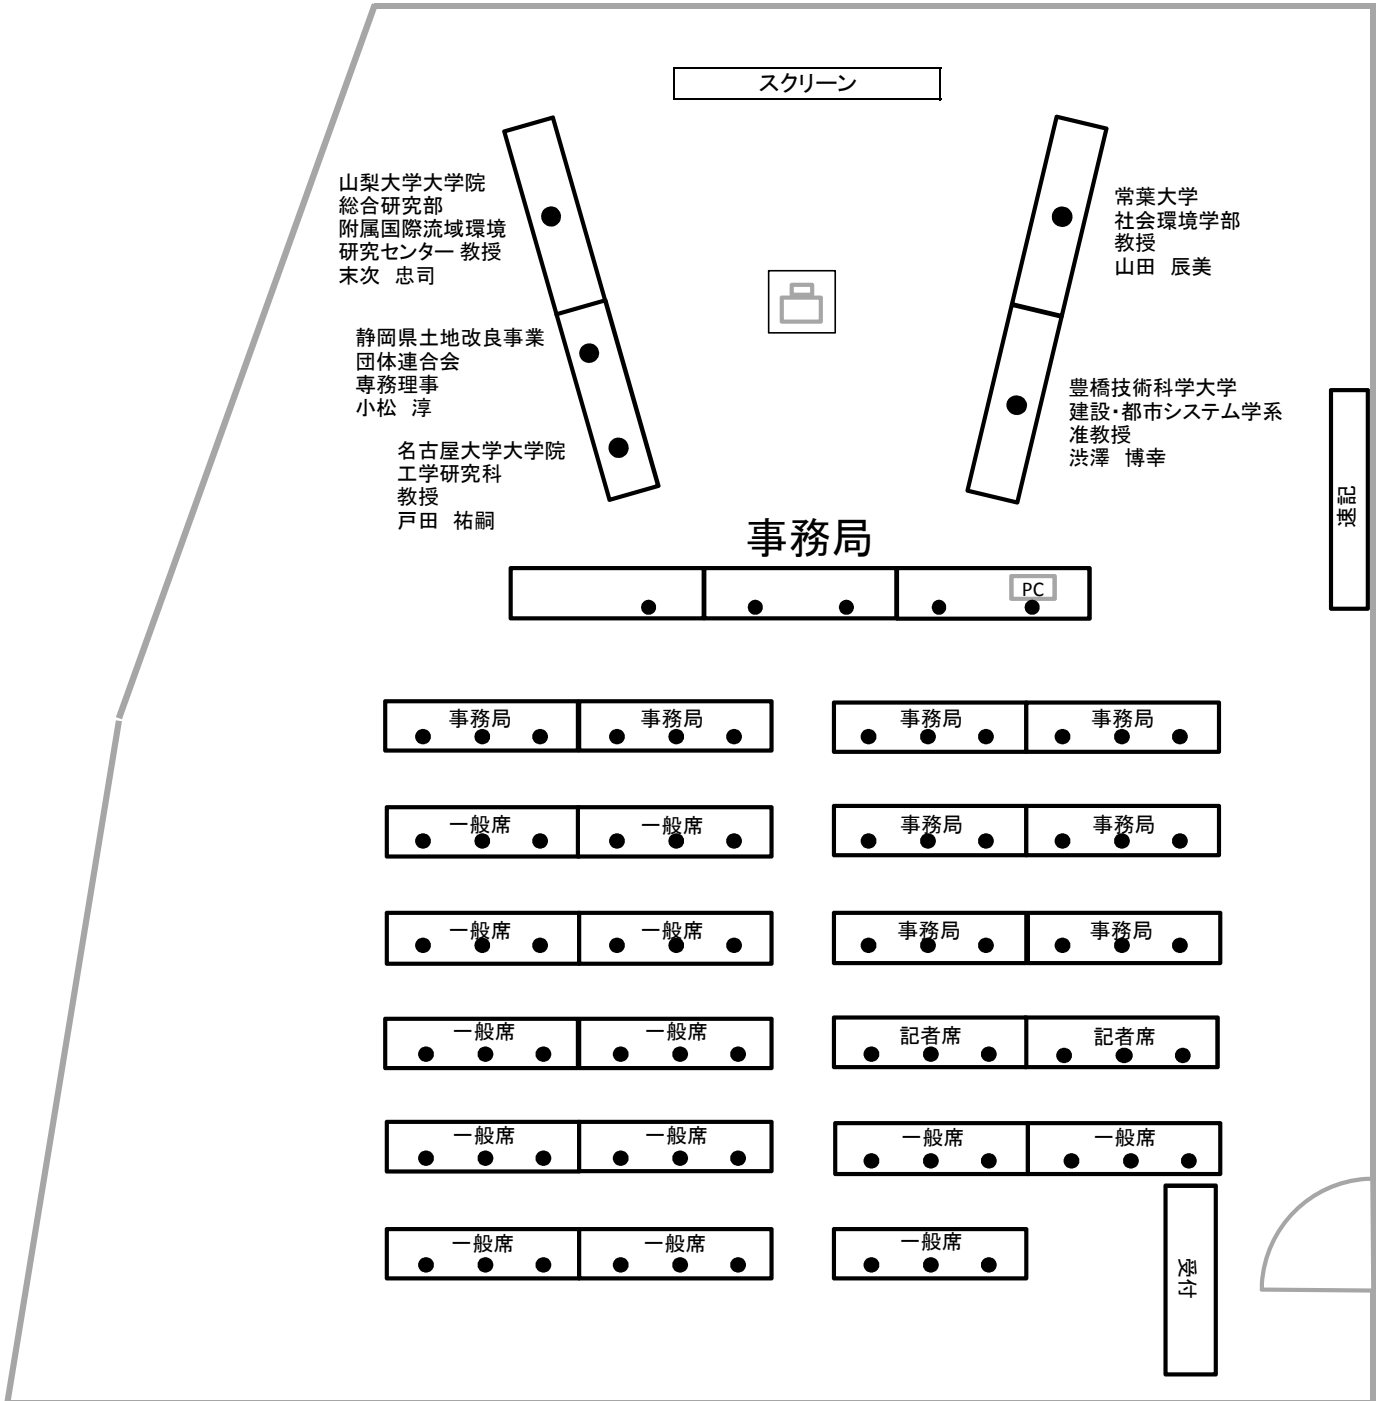 スクリーン
山梨大学大学院
総合研究部
附属国際流域環境
研究センター 教授
末次　忠司
常葉大学
社会環境学部
教授
山田　辰美
静岡県土地改良事業
団体連合会
専務理事
小松　淳
豊橋技術科学大学
建設・都市システム学系
准教授
渋澤　博幸
名古屋大学大学院
工学研究科
教授
戸田　祐嗣
速記
事務局
PC
事務局 事務局 事務局 事務局
一般席 一般席 事務局 事務局
一般席 一般席 事務局 事務局
一般席 一般席 記者席 記者席
一般席 一般席 一般席 一般席
一般席 一般席 一般席
受付